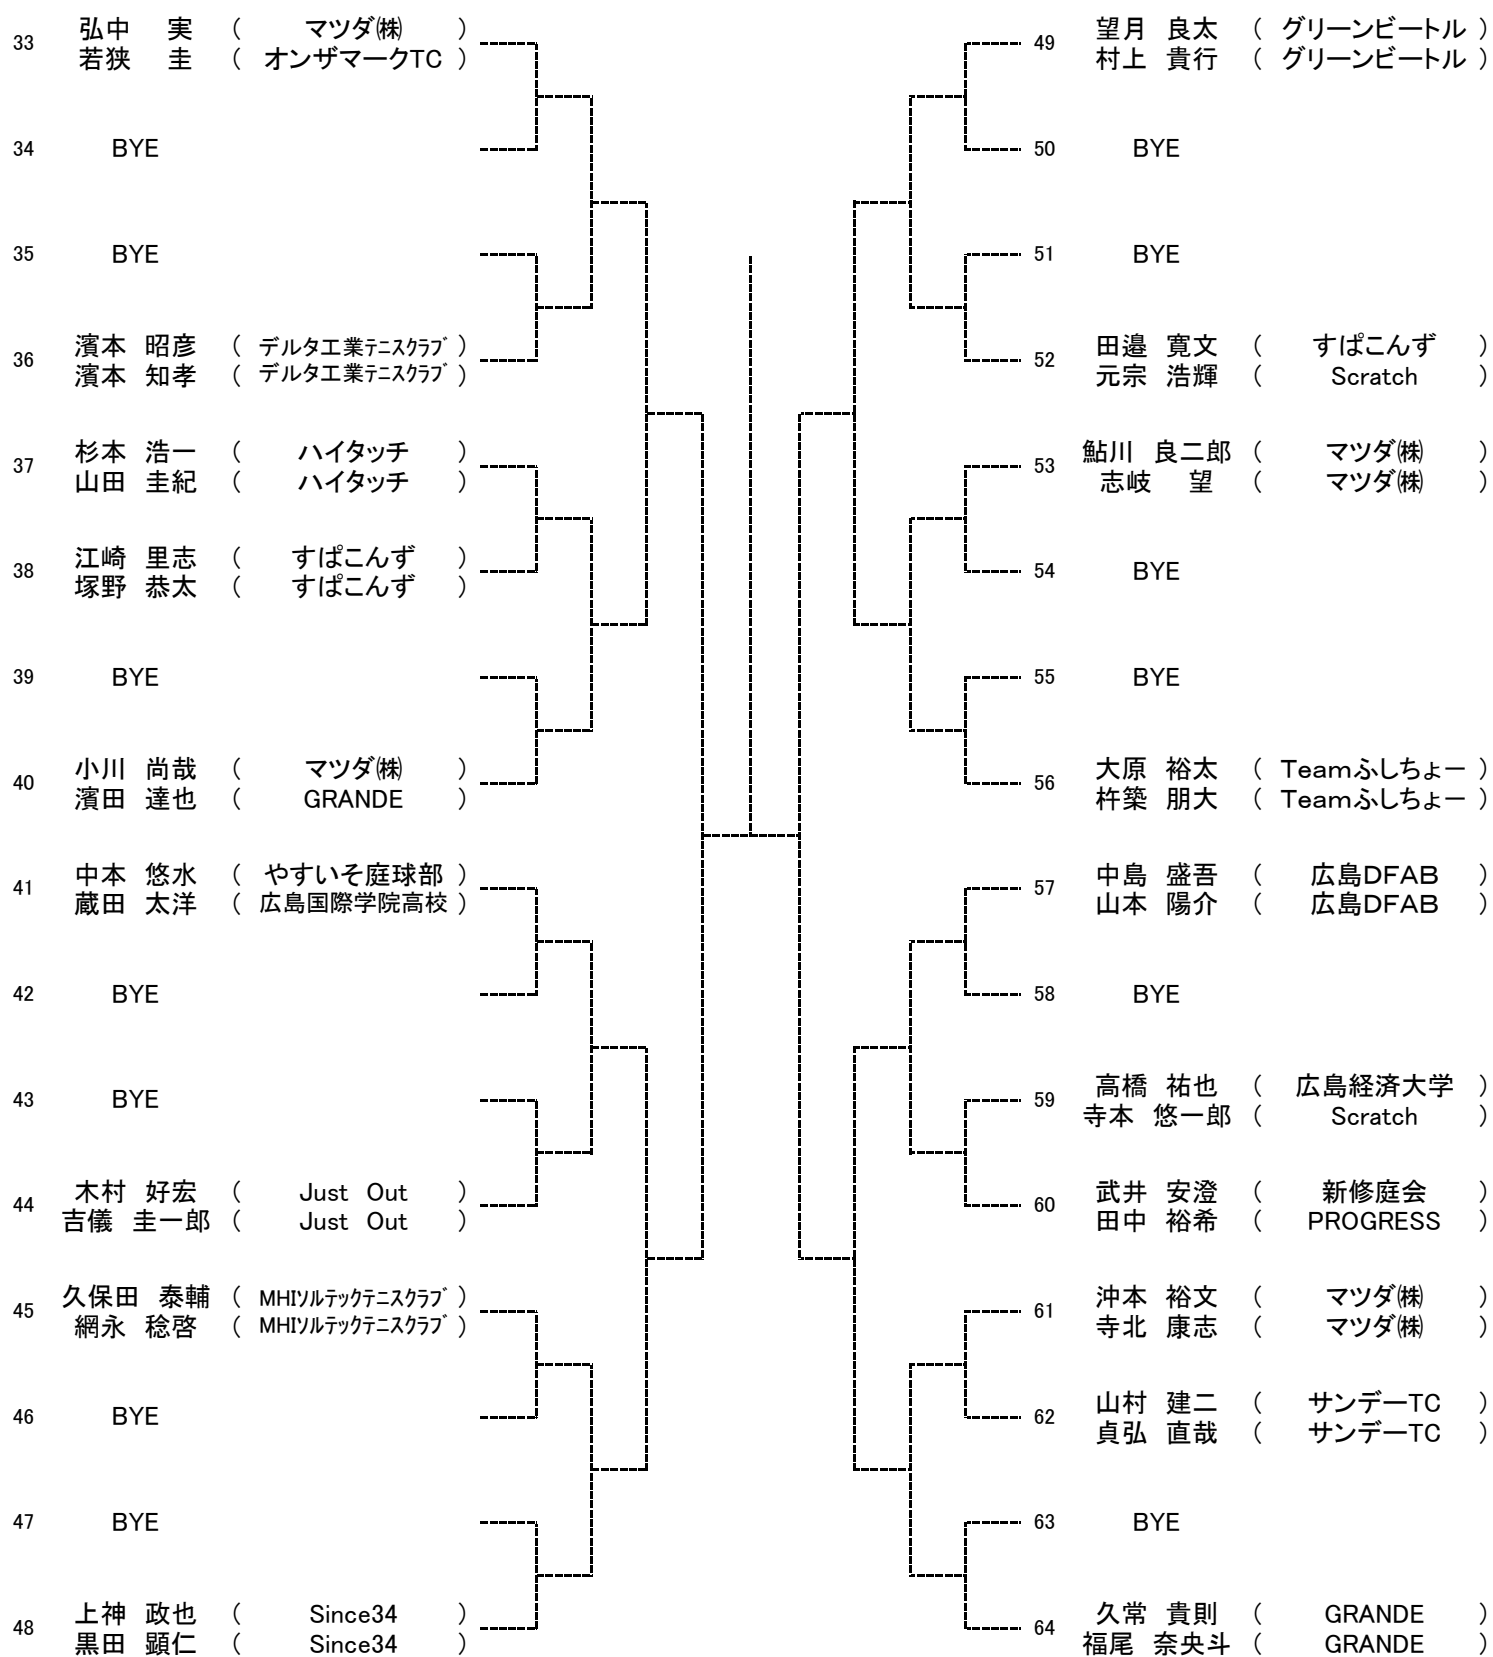 33 弘中 実 ( マツダ㈱ )
若狭 圭 ( オンザマークTC )
34 BYE
35 BYE
36 濱本 昭彦 ( デルタ工業ﾃﾆｽｸﾗﾌﾞ )
濱本 知孝 ( デルタ工業ﾃﾆｽｸﾗﾌﾞ )
37 杉本 浩一 ( ハイタッチ )
山田 圭紀 ( ハイタッチ )
38 江崎 里志 ( すぱこんず )
塚野 恭太 ( すぱこんず )
39 BYE
40 小川 尚哉 ( マツダ㈱ )
濱田 達也 ( GRANDE )
41 中本 悠水 ( やすいそ庭球部 )
蔵田 太洋 ( 広島国際学院高校 )
42 BYE
43 BYE
44 木村 好宏 ( Just Out )
吉儀 圭一郎 ( Just Out )
45 久保田 泰輔 ( MHIｿﾙﾃｯｸﾃﾆｽｸﾗﾌﾞ )
網永 稔啓 ( MHIｿﾙﾃｯｸﾃﾆｽｸﾗﾌﾞ )
46 BYE
47 BYE
48 上神 政也 ( Since34 )
黒田 顕仁 ( Since34 )
49 望月 良太 ( グリーンビートル )
村上 貴行 ( グリーンビートル )
50 BYE
51 BYE
52 田邉 寛文 ( すぱこんず )
元宗 浩輝 ( Scratch )
53 鮎川 良二郎 ( マツダ㈱ )
志岐 望 ( マツダ㈱ )
54 BYE
55 BYE
56 大原 裕太 ( Teamふしちょー )
杵築 朋大 ( Teamふしちょー )
57 中島 盛吾 ( 広島DFAB )
山本 陽介 ( 広島DFAB )
58 BYE
59 高橋 祐也 ( 広島経済大学 )
寺本 悠一郎 ( Scratch )
60 武井 安澄 ( 新修庭会 )
田中 裕希 ( PROGRESS )
61 沖本 裕文 ( マツダ㈱ )
寺北 康志 ( マツダ㈱ )
62 山村 建二 ( サンデーTC )
貞弘 直哉 ( サンデーTC )
63 BYE
64 久常 貴則 ( GRANDE )
福尾 奈央斗 ( GRANDE )